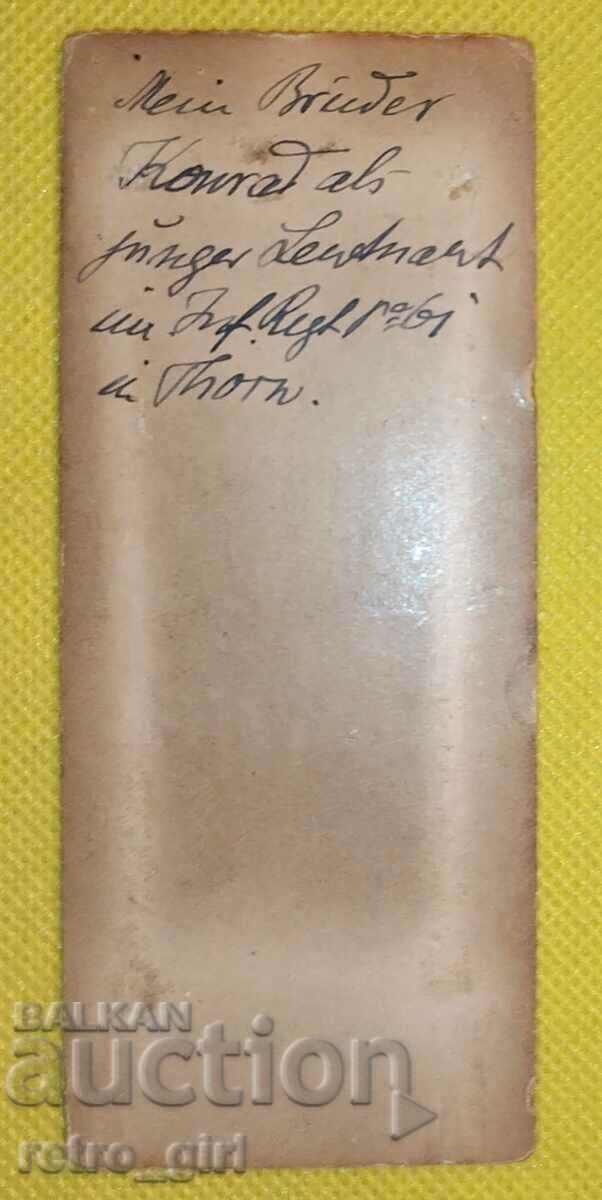 Mein Bruder
Konrad als
junger Leutnant
im Inf. Regt No 61
in Thorn.
BALKAN
auction
retro_girl